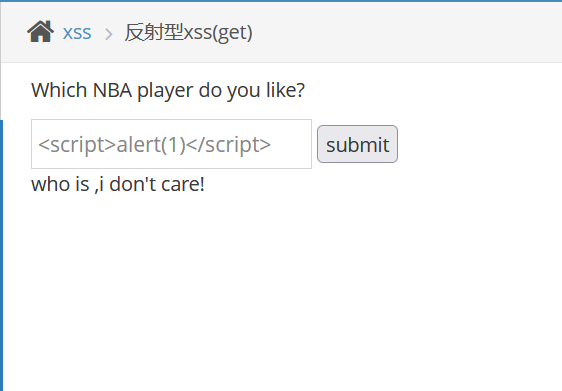 xss > 反射型xss(get)
Which NBA player do you like?
<script>alert(1)</script> submit
who is ,i don't care!